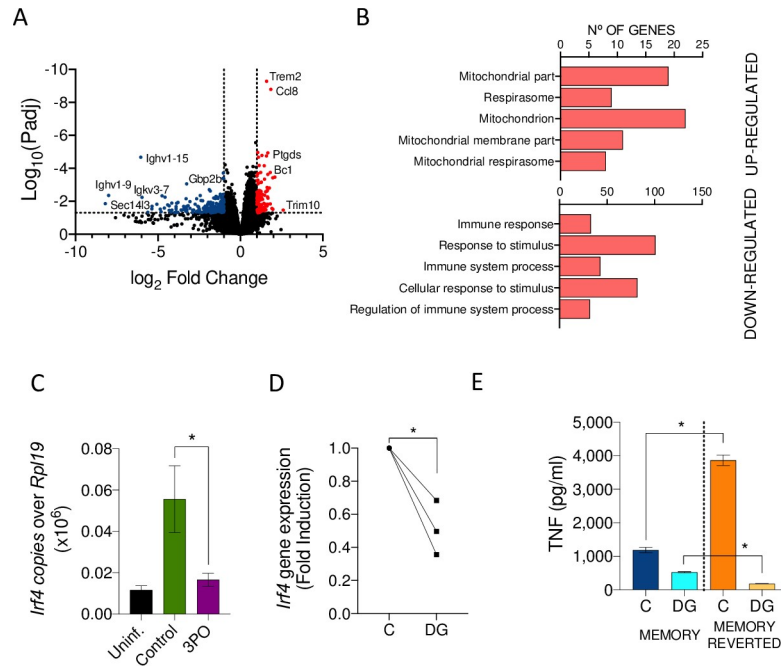 A
B
Nº OF GENES
0 5 10 15 20 25
Mitochondrial part
Respirasome
Mitochondrion
Mitochondrial membrane part
Mitochondrial respirasome
UP-REGULATED
0 50 100 150
Immune response
Response to stimulus
Immune system process
Cellular response to stimulus
Regulation of immune system process
DOWN-REGULATED
Log10(Padj)
-10
-8
-6
-4
-2
0
Trem2
Ccl8
Ighv1-15
Ptgds
Gbp2b
Bc1
Ighv1-9
Igkv3-7
Sec14l3
Trim10
-10 -5 0 5
log2 Fold Change
C
Irf4 copies over Rpl19
(x10^6)
0.08
0.06
0.04
0.02
0.00
*
Uninf.
Control
3PO
D
Irf4 gene expression
(Fold Induction)
1.0
0.8
0.6
0.4
0.2
0.0
*
C DG
E
TNF (pg/ml)
5,000
4,000
3,000
2,000
1,000
0
*
*
C DG C DG
MEMORY
MEMORY
REVERTED